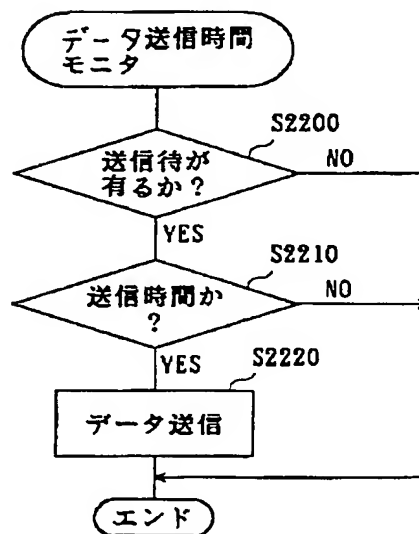 データ送信時間
モニタ
S2200
送信待が
有るか?
NO
YES
S2210
送信時間か
?
NO
YES
S2220
データ送信
エンド